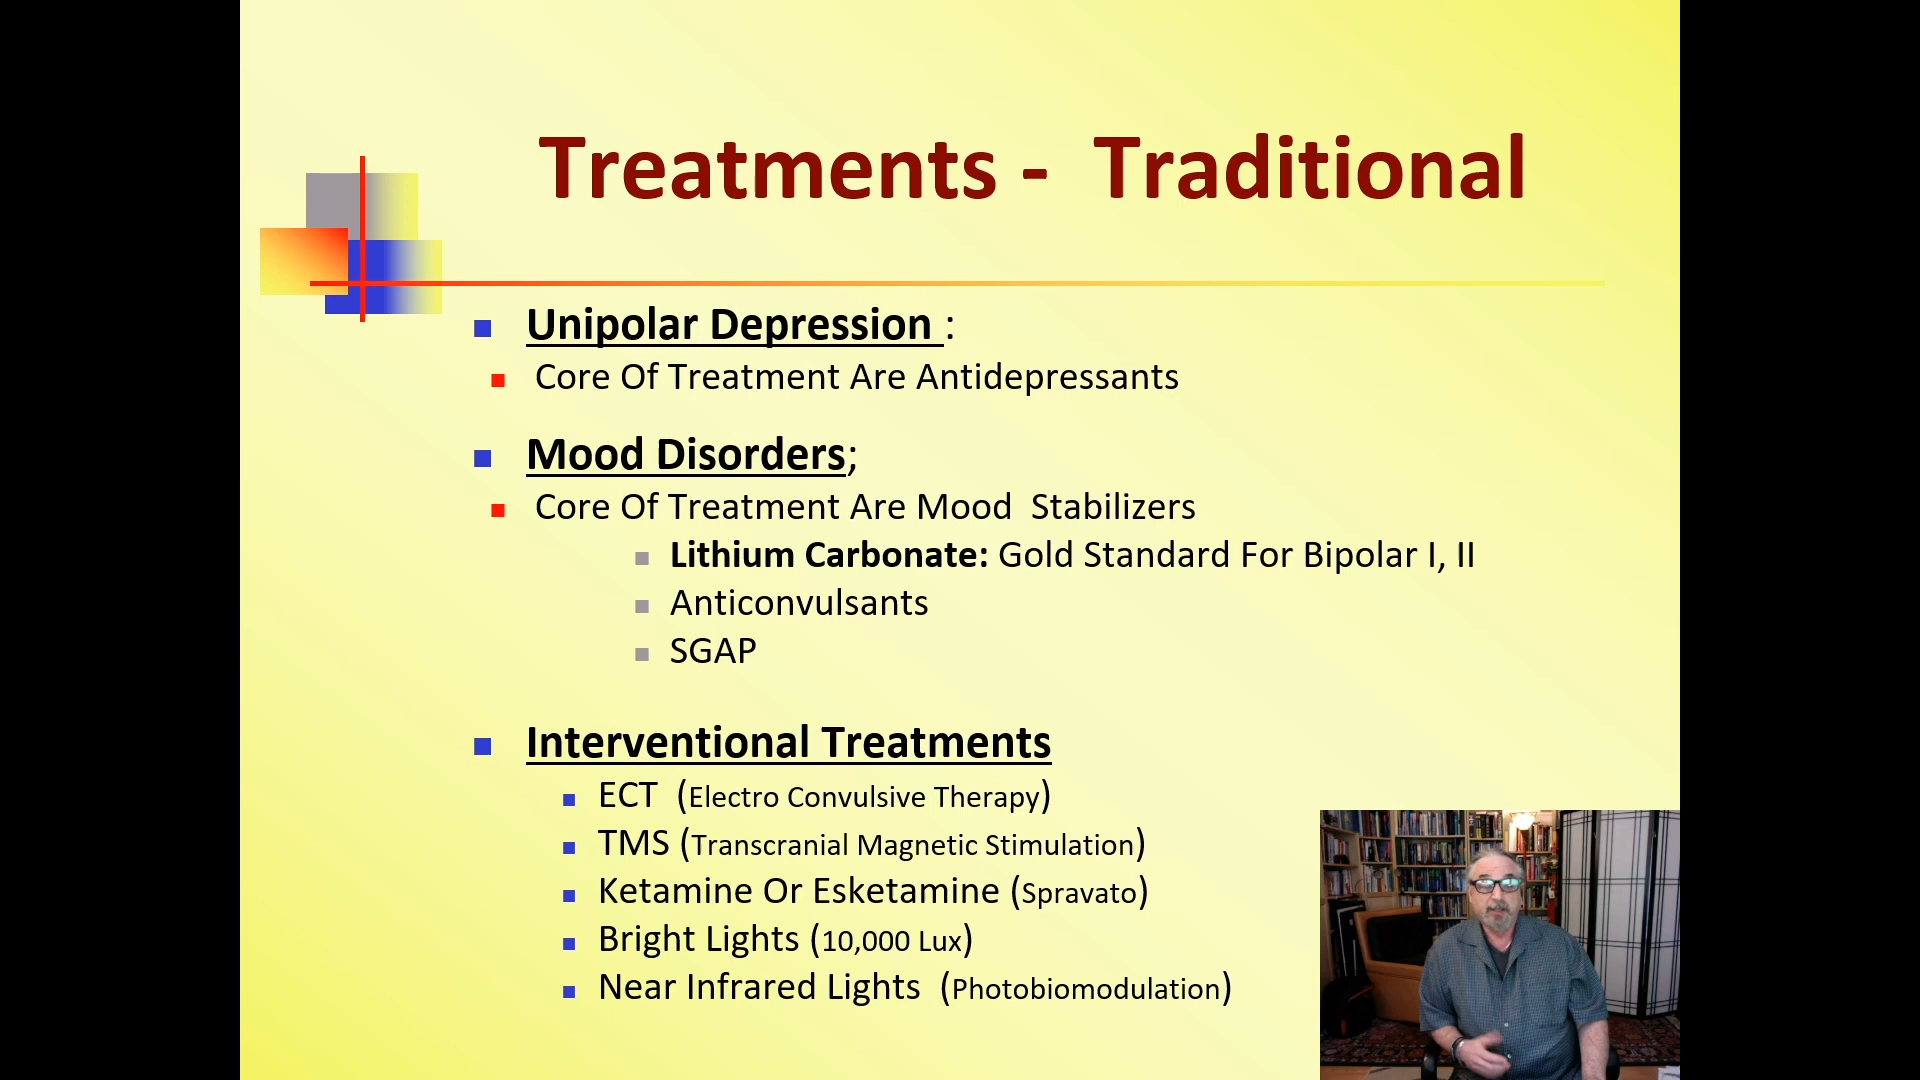 Treatments - Traditional
Unipolar Depression :
Core Of Treatment Are Antidepressants
Mood Disorders;
Core Of Treatment Are Mood Stabilizers
Lithium Carbonate: Gold Standard For Bipolar I, II
Anticonvulsants
SGAP
Interventional Treatments
ECT (Electro Convulsive Therapy)
TMS (Transcranial Magnetic Stimulation)
Ketamine Or Esketamine (Spravato)
Bright Lights (10,000 Lux)
Near Infrared Lights (Photobiomodulation)